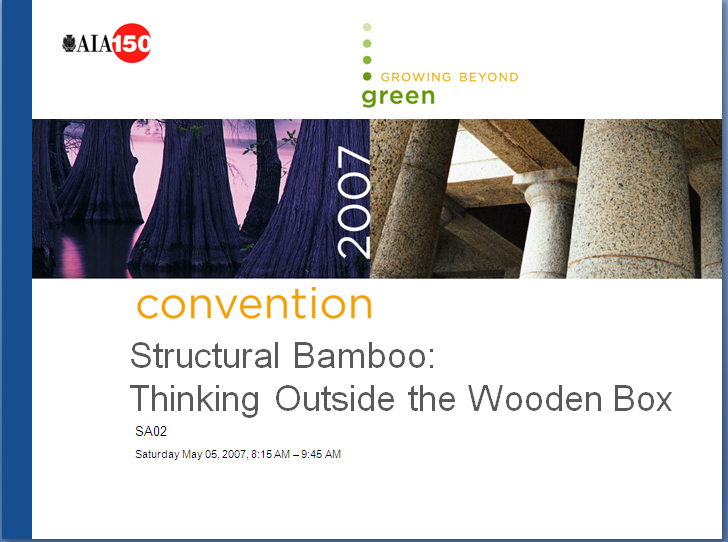 AIA150
GROWING BEYOND
green
2007
convention
Structural Bamboo:
Thinking Outside the Wooden Box
SA02
Saturday May 05, 2007, 8:15 AM – 9:45 AM